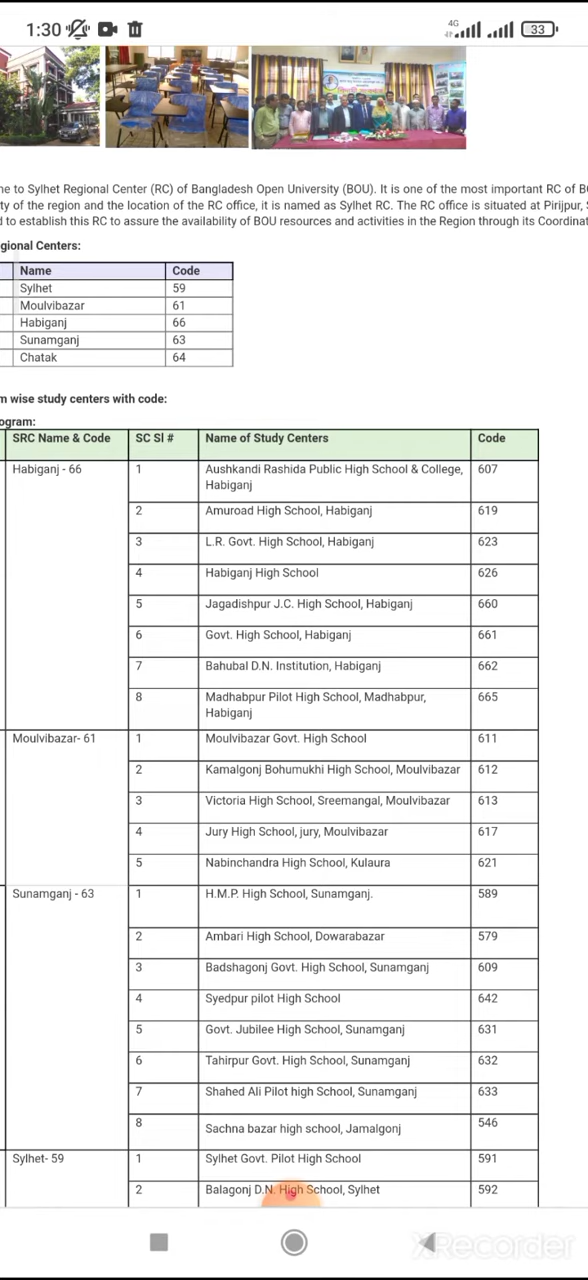 1:30
4G
33
ne to Sylhet Regional Center (RC) of Bangladesh Open University (BOU). It is one of the most important RC of B
ty of the region and the location of the RC office, it is named as Sylhet RC. The RC office is situated at Pirijpur,
d to establish this RC to assure the availability of BOU resources and activities in the Region through its Coordinat
gional Centers:
Name Code
Sylhet 59
Moulvibazar 61
Habiganj 66
Sunamganj 63
Chatak 64
m wise study centers with code:
ogram:
SRC Name & Code SC Sl # Name of Study Centers Code
Habiganj - 66 1 Aushkandi Rashida Public High School & College, 607
Habiganj
2 Amuroad High School, Habiganj 619
3 L.R. Govt. High School, Habiganj 623
4 Habiganj High School 626
5 Jagadishpur J.C. High School, Habiganj 660
6 Govt. High School, Habiganj 661
7 Bahubal D.N. Institution, Habiganj 662
8 Madhabpur Pilot High School, Madhabpur, 665
Habiganj
Moulvibazar- 61 1 Moulvibazar Govt. High School 611
2 Kamalgonj Bohumukhi High School, Moulvibazar 612
3 Victoria High School, Sreemangal, Moulvibazar 613
4 Jury High School, jury, Moulvibazar 617
5 Nabinchandra High School, Kulaura 621
Sunamganj - 63 1 H.M.P. High School, Sunamganj. 589
2 Ambari High School, Dowarabazar 579
3 Badshagonj Govt. High School, Sunamganj 609
4 Syedpur pilot High School 642
5 Govt. Jubilee High School, Sunamganj 631
6 Tahirpur Govt. High School, Sunamganj 632
7 Shahed Ali Pilot high School, Sunamganj 633
8 Sachna bazar high school, Jamalgonj 546
Sylhet- 59 1 Sylhet Govt. Pilot High School 591
2 Balagonj D.N. High School, Sylhet 592
XRecorder